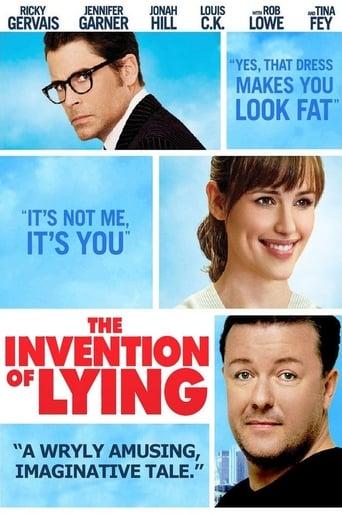 RICKY GERVAIS JENNIFER GARNER JONAH HILL LOUIS C.K. WITH ROB LOWE AND TINA FEY
"YES, THAT DRESS
MAKES YOU
LOOK FAT"
"IT'S NOT ME,
IT'S YOU"
THE
INVENTION
OF LYING
"A WRYLY AMUSING,
IMAGINATIVE TALE."